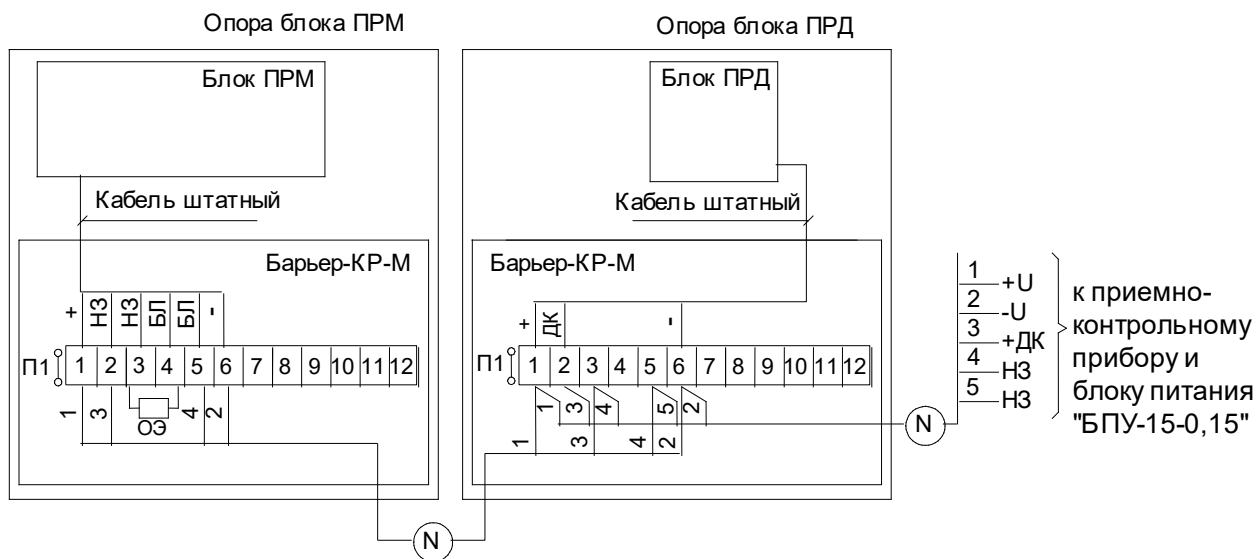 Опора блока ПРМ
Блок ПРМ
Кабель штатный
Барьер-КР-М
+ НЗ НЗ БЛ БЛ -
П1 1 2 3 4 5 6 7 8 9 10 11 12
1 3 ОЭ 4 2
Опора блока ПРД
Блок ПРД
Кабель штатный
Барьер-КР-М
+ ДК -
П1 1 2 3 4 5 6 7 8 9 10 11 12
1 3 4 5 2
1 3 4 2
N
N
1 +U
2 -U
3 +ДК
4 НЗ
5 НЗ
к приемно-
контрольному
прибору и
блоку питания
"БПУ-15-0,15"